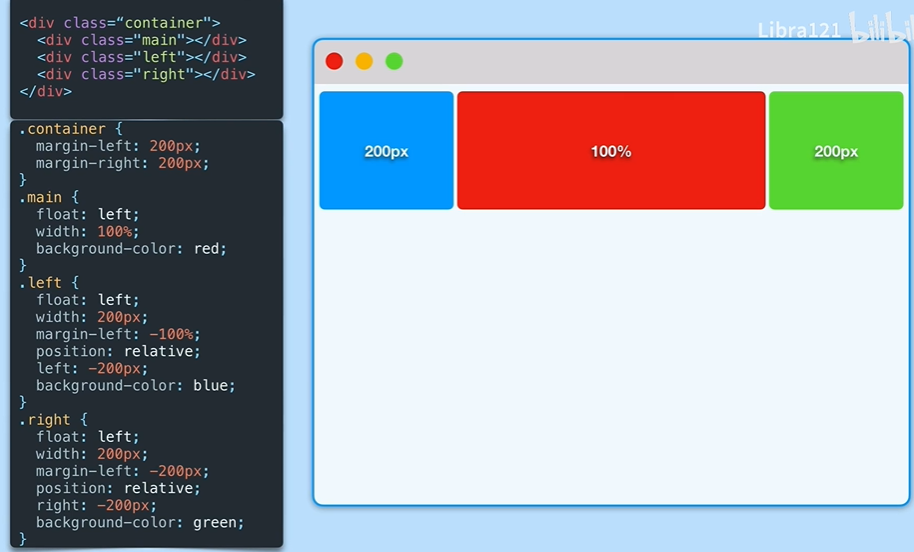 <div class=“container">
  <div class="main"></div>
  <div class="left"></div>
  <div class="right"></div>
</div>
.container {
  margin-left: 200px;
  margin-right: 200px;
}
.main {
  float: left;
  width: 100%;
  background-color: red;
}
.left {
  float: left;
  width: 200px;
  margin-left: -100%;
  position: relative;
  left: -200px;
  background-color: blue;
}
.right {
  float: left;
  width: 200px;
  margin-left: -200px;
  position: relative;
  right: -200px;
  background-color: green;
}
Libra121
200px
100%
200px